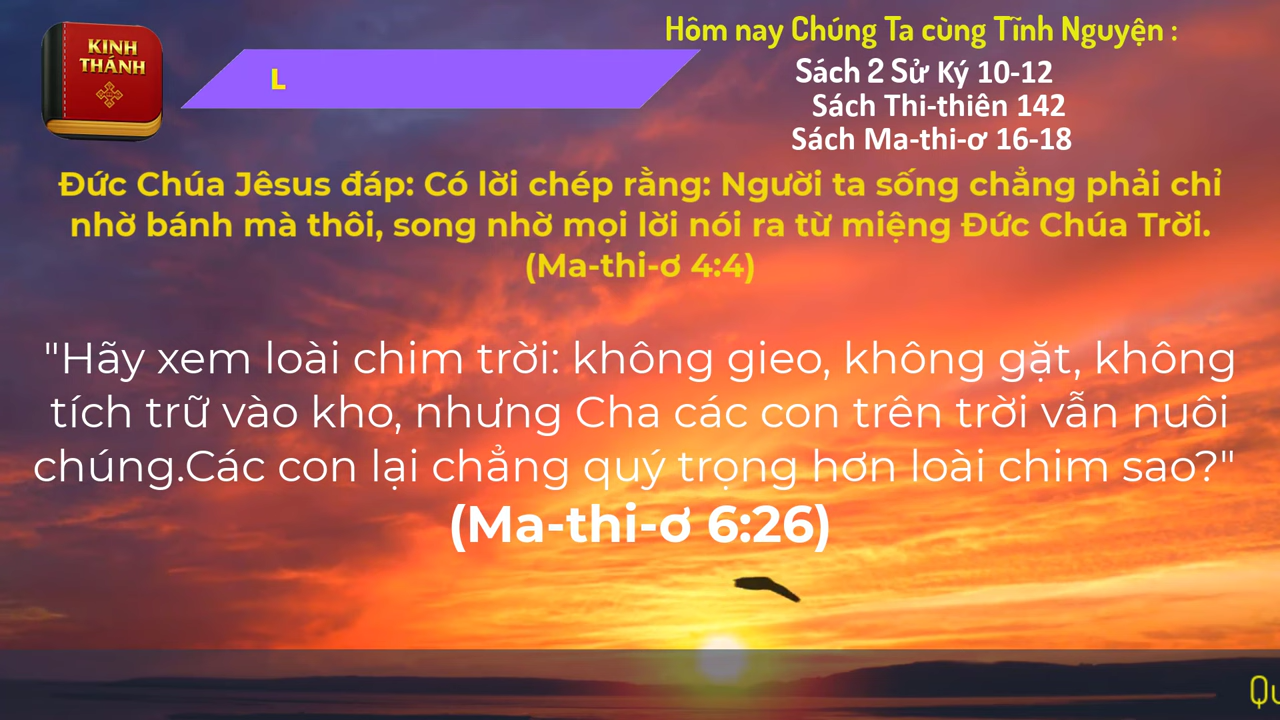 KINH
THÁNH
L
Hôm nay Chúng Ta cùng Tĩnh Nguyện :
Sách 2 Sử Ký 10-12
Sách Thi-thiên 142
Sách Ma-thi-ơ 16-18
Đức Chúa Jêsus đáp: Có lời chép rằng: Người ta sống chẳng phải chỉ
nhờ bánh mà thôi, song nhờ mọi lời nói ra từ miệng Đức Chúa Trời.
(Ma-thi-ơ 4:4)
"Hãy xem loài chim trời: không gieo, không gặt, không
tích trữ vào kho, nhưng Cha các con trên trời vẫn nuôi
chúng.Các con lại chẳng quý trọng hơn loài chim sao?"
(Ma-thi-ơ 6:26)